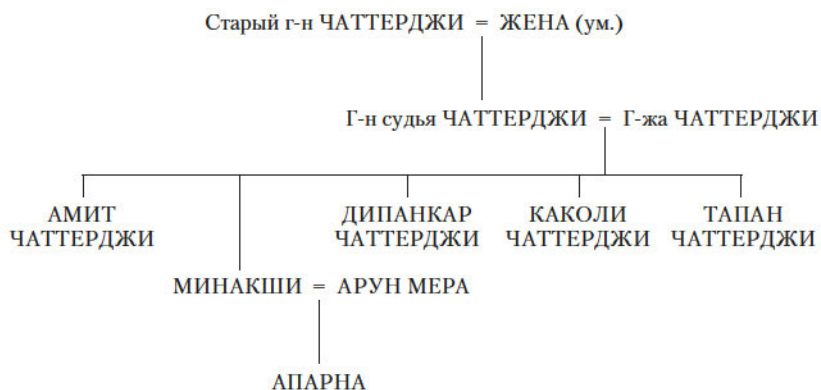 Старый г-н ЧАТТЕРДЖИ = ЖЕНА (ум.)
Г-н судья ЧАТТЕРДЖИ = Г-жа ЧАТТЕРДЖИ
АМИТ ЧАТТЕРДЖИ
ДИПАНКАР ЧАТТЕРДЖИ
КАКОЛИ ЧАТТЕРДЖИ
ТАПАН ЧАТТЕРДЖИ
МИНАКШИ = АРУН МЕРА
АПАРНА